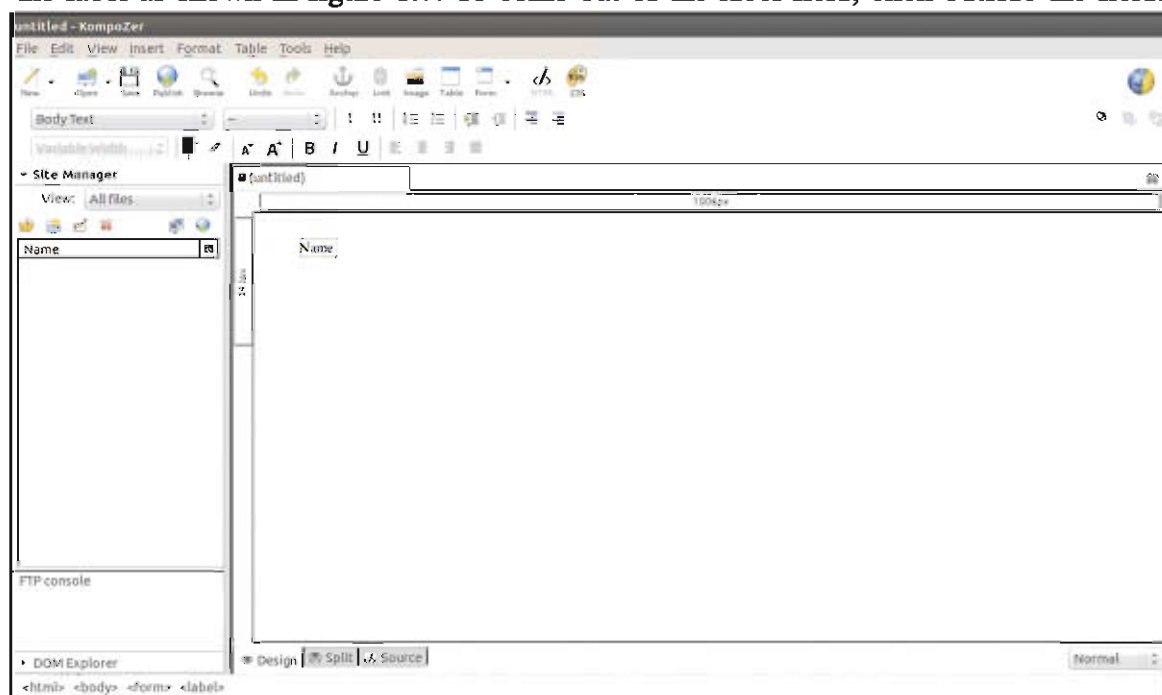 untitled - KompoZer
File Edit View Insert Format Table Tools Help
New Open Save Publish Browse Undo Anchor Link Image Table Form HTML CSS
Body Text
Variable Width
A A B I U
Site Manager
(untitled)
View: All files
Name
Name
FTP console
DOM Explorer
Design Split Source
Normal
<html> <body> <form> <label>